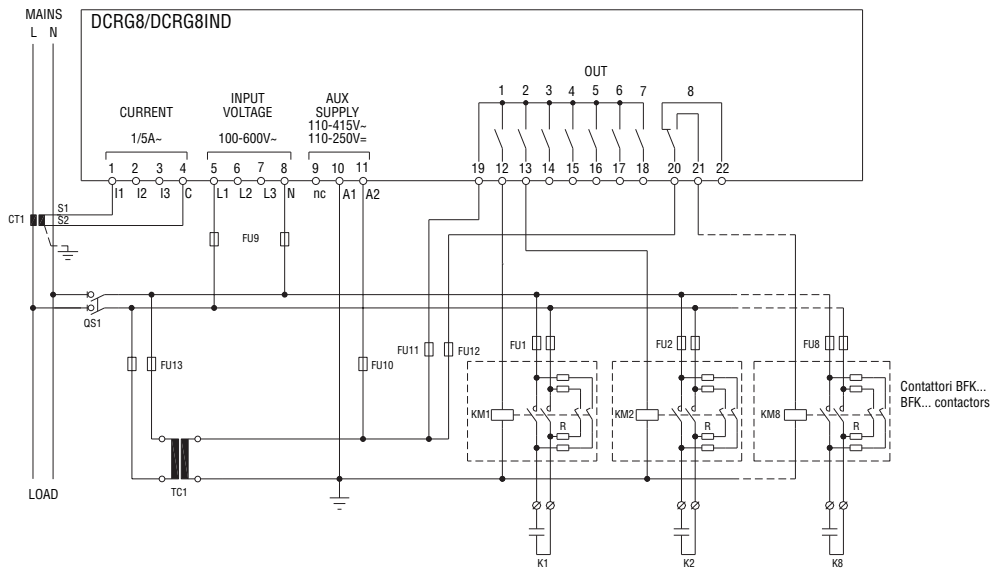 MAINS
L N
DCRG8/DCRG8IND
OUT
1 2 3 4 5 6 7 8
CURRENT
1/5A~
INPUT
VOLTAGE
100-600V~
AUX
SUPPLY
110-415V~
110-250V=
1 2 3 4 5 6 7 8 9 10 11 19 12 13 14 15 16 17 18 20 21 22
I1 I2 I3 C L1 L2 L3 N nc A1 A2
CT1
S1
S2
FU9
QS1
FU13
FU10
FU11
FU12
FU1
FU2
FU8
KM1
R
KM2
R
KM8
R
Contattori BFK...
BFK... contactors
TC1
LOAD
K1
K2
K8